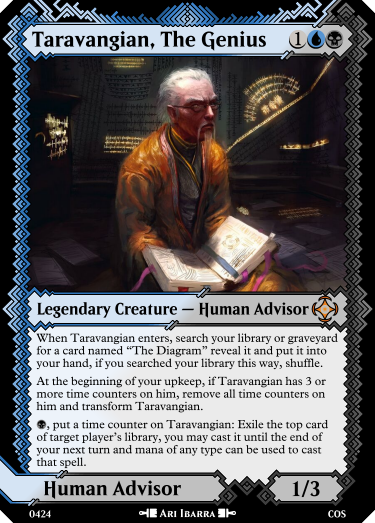 Taravangian, The Genius 1
Legendary Creature — Human Advisor
When Taravangian enters, search your library or graveyard
for a card named “The Diagram” reveal it and put it into
your hand, if you searched your library this way, shuffle.
At the beginning of your upkeep, if Taravangian has 3 or
more time counters on him, remove all time counters on
him and transform Taravangian.
, put a time counter on Taravangian: Exile the top card
of target player’s library, you may cast it until the end of
your next turn and mana of any type can be used to cast
that spell.
Human Advisor 1/3
0424 Ari Ibarra COS